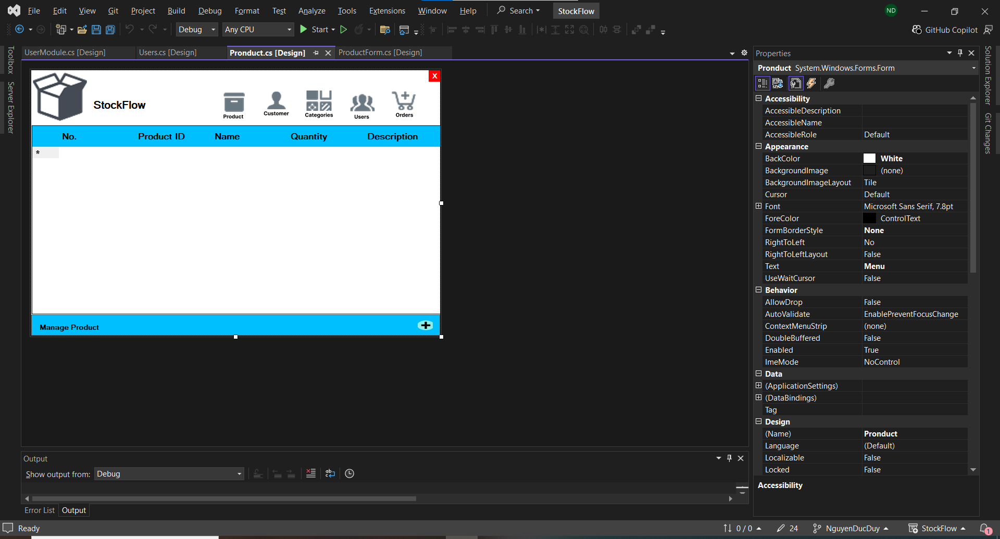 File Edit View Git Project Build Debug Format Test Analyze Tools Extensions Window Help Search StockFlow ND
Debug Any CPU Start GitHub Copilot
Toolbox
Server Explorer
UserModule.cs [Design] Users.cs [Design] Pronduct.cs [Design] ProductForm.cs [Design]
X
StockFlow
Product Customer Categories Users Orders
No. Product ID Name Quantity Description
*
Manage Product
Output
Show output from: Debug
Error List Output
Properties
Pronduct System.Windows.Forms.Form
Accessibility
AccessibleDescription
AccessibleName
AccessibleRole Default
Appearance
BackColor White
BackgroundImage (none)
BackgroundImageLayout Tile
Cursor Default
Font Microsoft Sans Serif, 7.8pt
ForeColor ControlText
FormBorderStyle None
RightToLeft No
RightToLeftLayout False
Text Menu
UseWaitCursor False
Behavior
AllowDrop False
AutoValidate EnablePreventFocusChange
ContextMenuStrip (none)
DoubleBuffered False
Enabled True
ImeMode NoControl
Data
(ApplicationSettings)
(DataBindings)
Tag
Design
(Name) Pronduct
Language (Default)
Localizable False
Locked False
Accessibility
Solution Explorer
Git Changes
Ready 0 / 0 24 NguyenDucDuy StockFlow 1